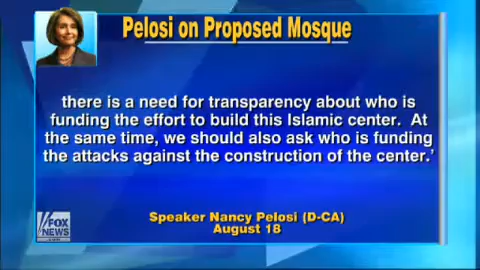 Pelosi on Proposed Mosque
there is a need for transparency about who is
funding the effort to build this Islamic center. At
the same time, we should also ask who is funding
the attacks against the construction of the center.'
Speaker Nancy Pelosi (D-CA)
August 18
FOX
NEWS